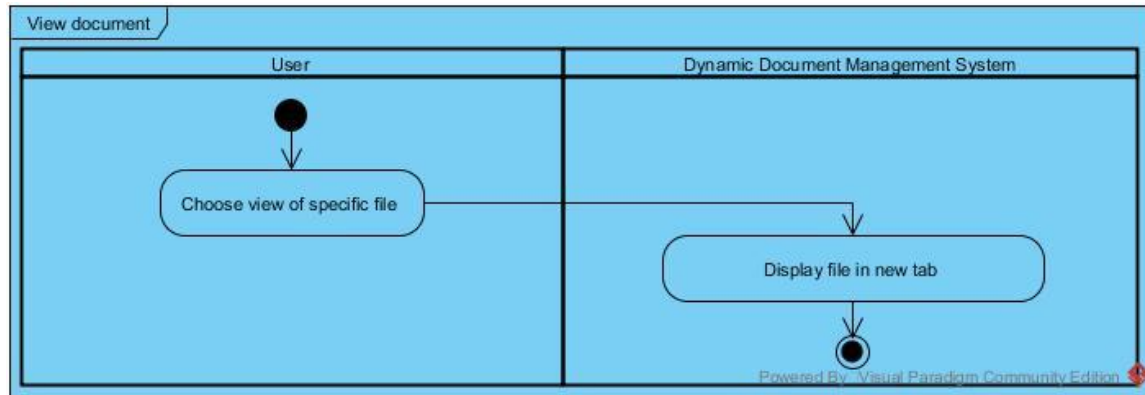 View document
User
Dynamic Document Management System
Choose view of specific file
Display file in new tab
Powered By Visual Paradigm Community Edition